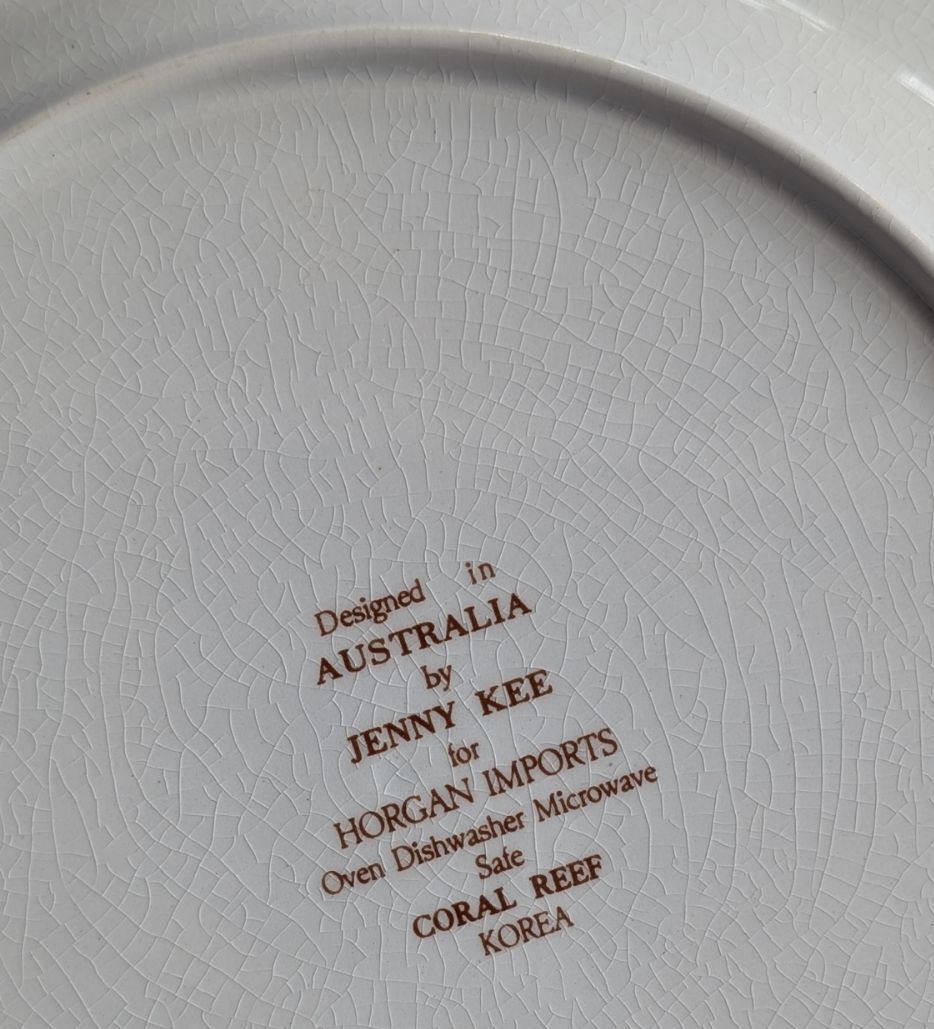 Designed in
AUSTRALIA
by
JENNY KEE
for
HORGAN IMPORTS
Oven Dishwasher Microwave
Safe
CORAL REEF
KOREA